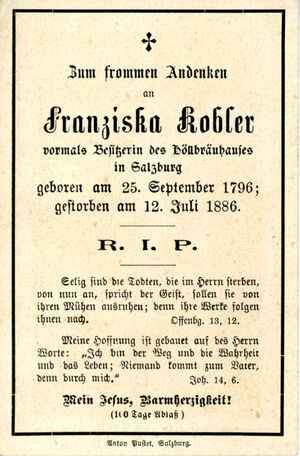 Zum frommen Andenken
an
Franziska Kobler
vormals Besitzerin des Höllbräuhauses
in Salzburg
geboren am 25. September 1796;
gestorben am 12. Juli 1886.
R. I. P.
Selig sind die Todten, die im Herrn sterben,
von nun an, spricht der Geist, sollen sie von
ihren Mühen ausruhen; denn ihre Werke folgen
ihnen nach. Offenbg. 13, 12.
Meine Hoffnung ist gebaut auf des Herrn
Worte: „Ich bin der Weg und die Wahrheit
und das Leben; Niemand kommt zum Vater,
denn durch mich.“ Joh. 14, 6.
Mein Jesus, Barmherzigkeit!
(100 Tage Ablaß)
Anton Pustet, Salzburg.